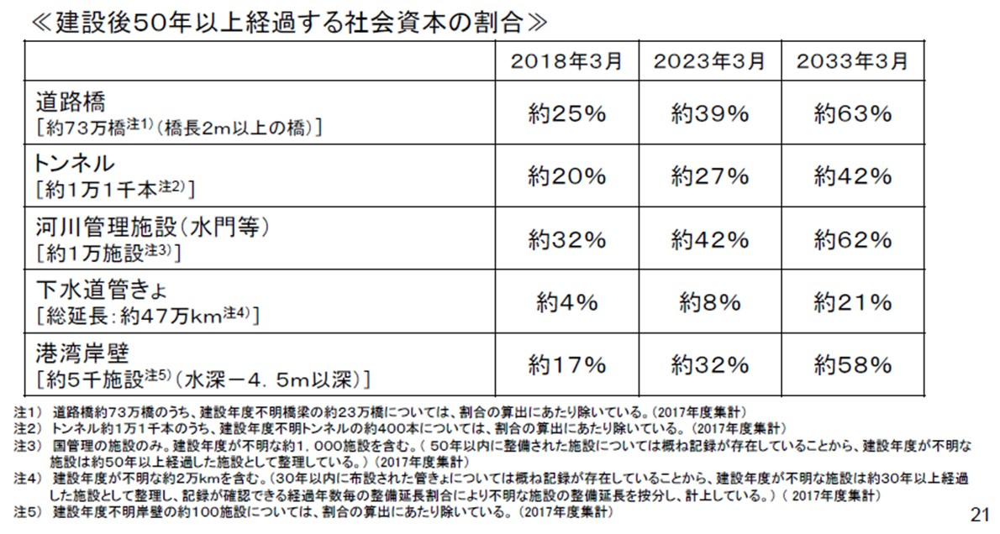 ≪建設後50年以上経過する社会資本の割合≫
2018年3月 2023年3月 2033年3月
道路橋
[約73万橋注1)(橋長2m以上の橋)] 約25% 約39% 約63%
トンネル
[約1万1千本注2)] 約20% 約27% 約42%
河川管理施設(水門等)
[約1万施設注3)] 約32% 約42% 約62%
下水道管きょ
[総延長:約47万km注4)] 約4% 約8% 約21%
港湾岸壁
[約5千施設注5)(水深-4.5m以深)] 約17% 約32% 約58%
注1) 道路橋約73万橋のうち、建設年度不明橋梁の約23万橋については、割合の算出にあたり除いている。(2017年度集計)
注2) トンネル約1万1千本のうち、建設年度不明トンネルの約400本については、割合の算出にあたり除いている。(2017年度集計)
注3) 国管理の施設のみ。建設年度が不明な約1,000施設を含む。(50年以内に整備された施設については概ね記録が存在していることから、建設年度が不明な
施設は約50年以上経過した施設として整理している。)(2017年度集計)
注4) 建設年度が不明な約2万kmを含む。(30年以内に布設された管きょについては概ね記録が存在していることから、建設年度が不明な施設は約30年以上経過
した施設として整理し、記録が確認できる経過年数毎の整備延長割合により不明な施設の整備延長を按分し、計上している。)(2017年度集計)
注5) 建設年度不明岸壁の約100施設については、割合の算出にあたり除いている。(2017年度集計)
21